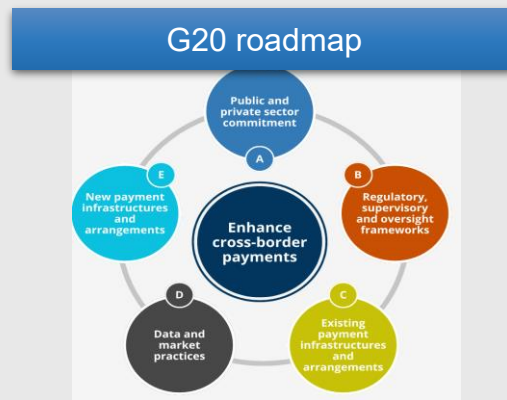 G20 roadmap
Public and
private sector
commitment
A
B
Regulatory,
supervisory
and oversight
frameworks
C
Existing
payment
infrastructures
and
arrangements
D
Data and
market
practices
E
New payment
infrastructures
and
arrangements
Enhance
cross-border
payments